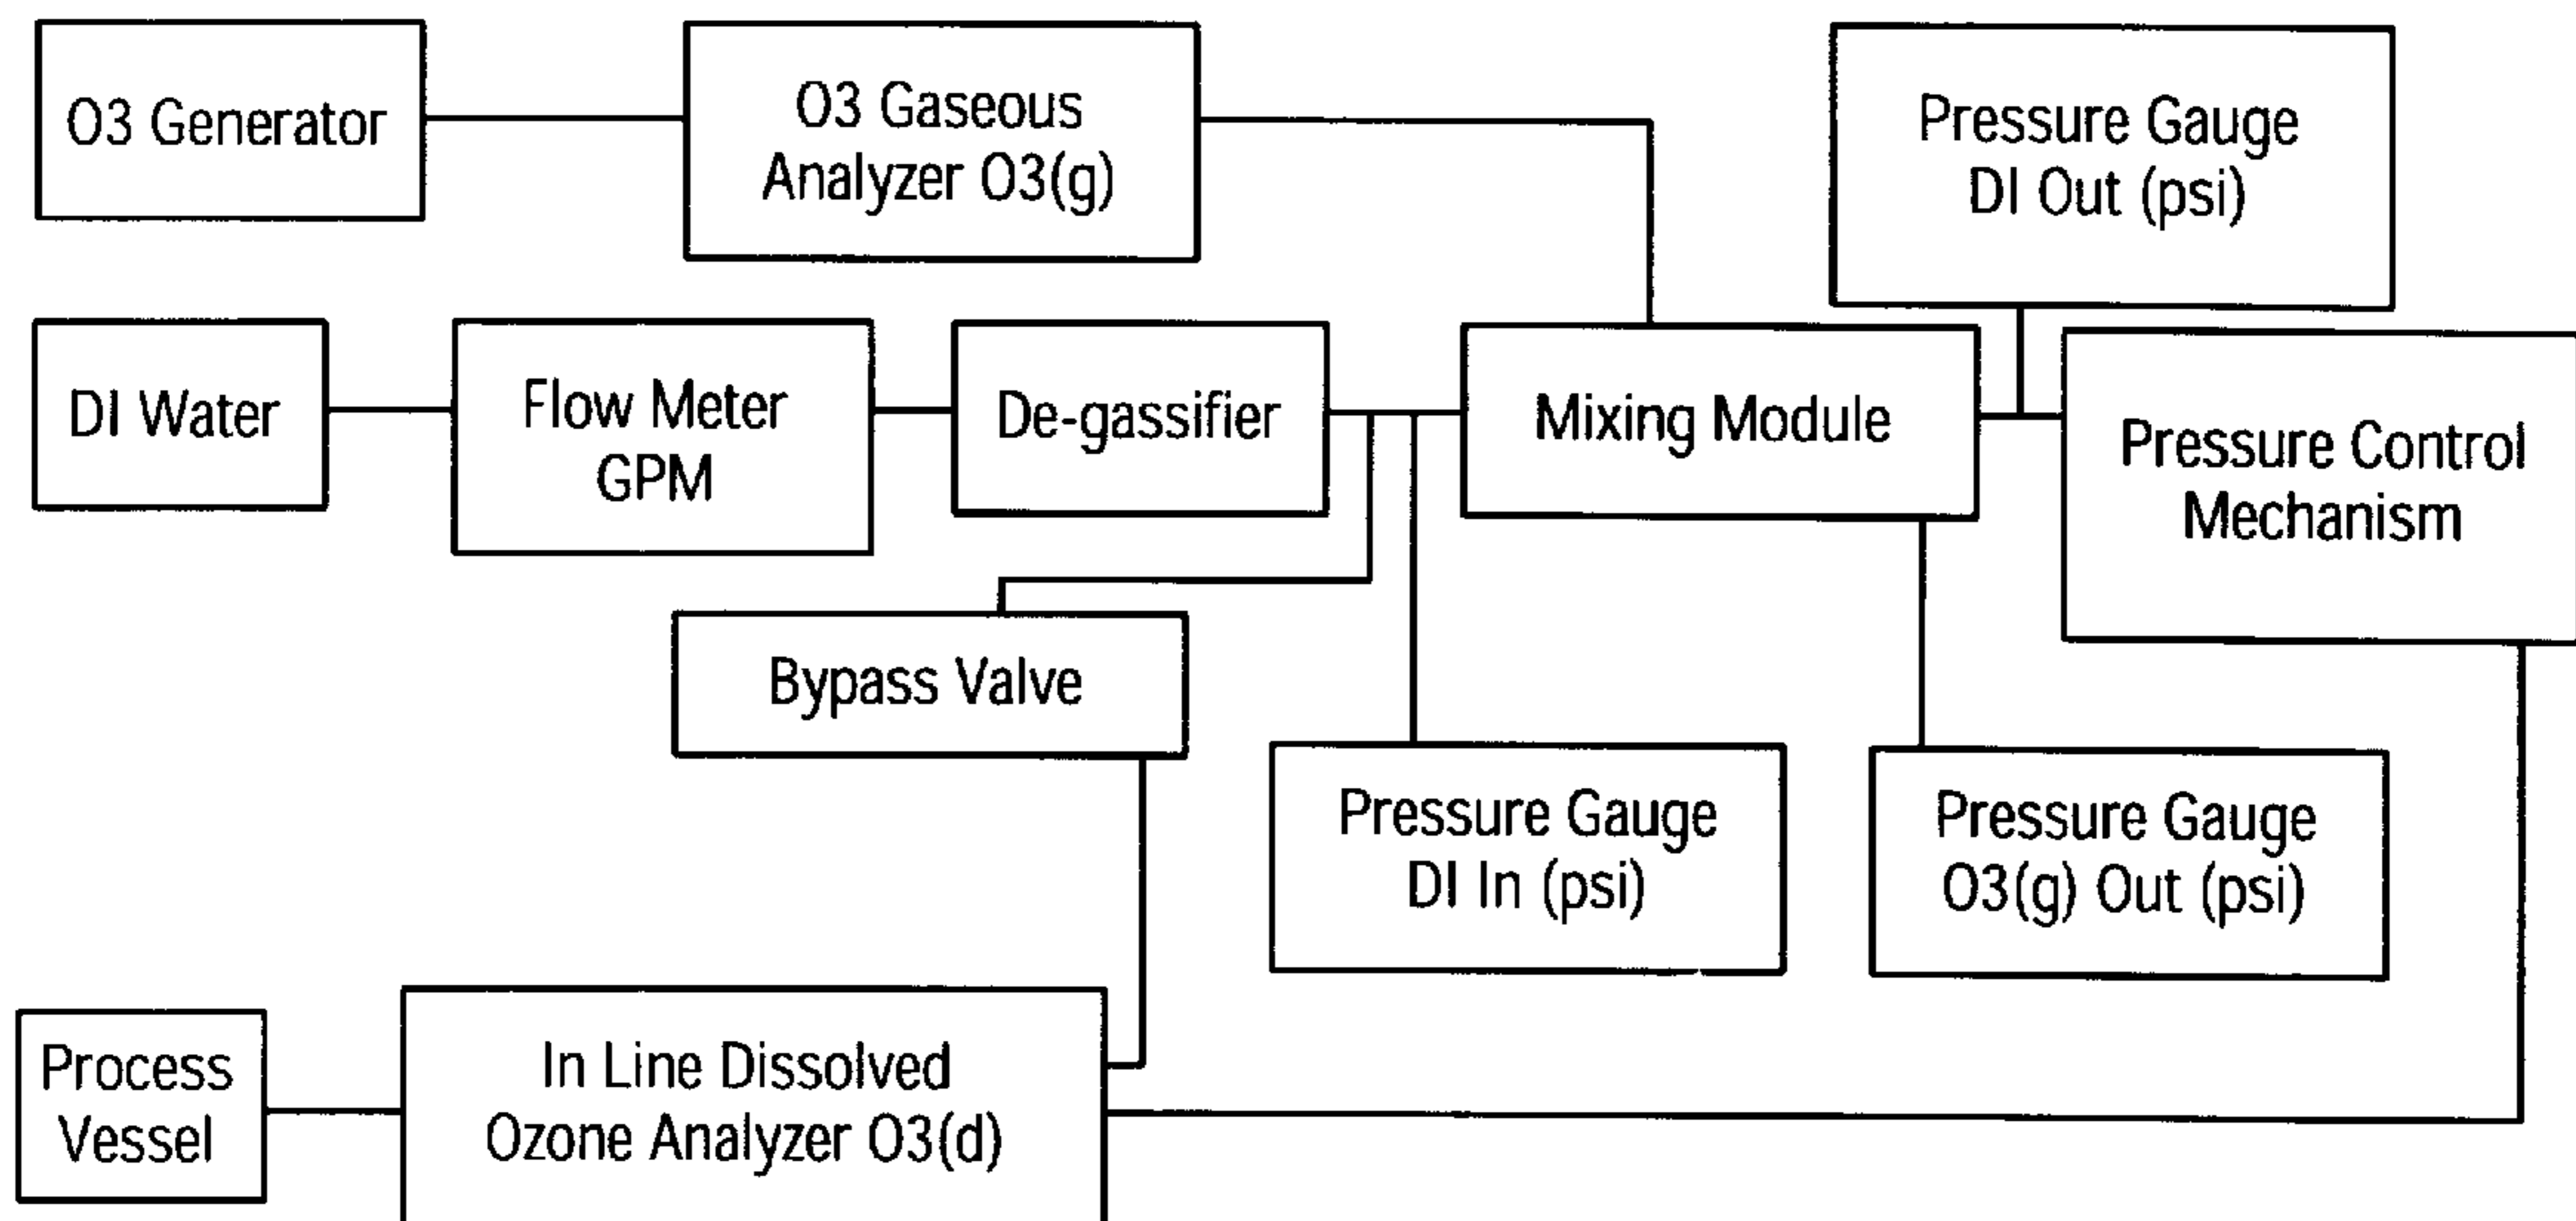 O3 Generator
O3 Gaseous
Analyzer O3(g)
Pressure Gauge
DI Out (psi)
DI Water
Flow Meter
GPM
De-gassifier
Mixing Module
Pressure Control
Mechanism
Bypass Valve
Pressure Gauge
DI In (psi)
Pressure Gauge
O3(g) Out (psi)
Process
Vessel
In Line Dissolved
Ozone Analyzer O3(d)